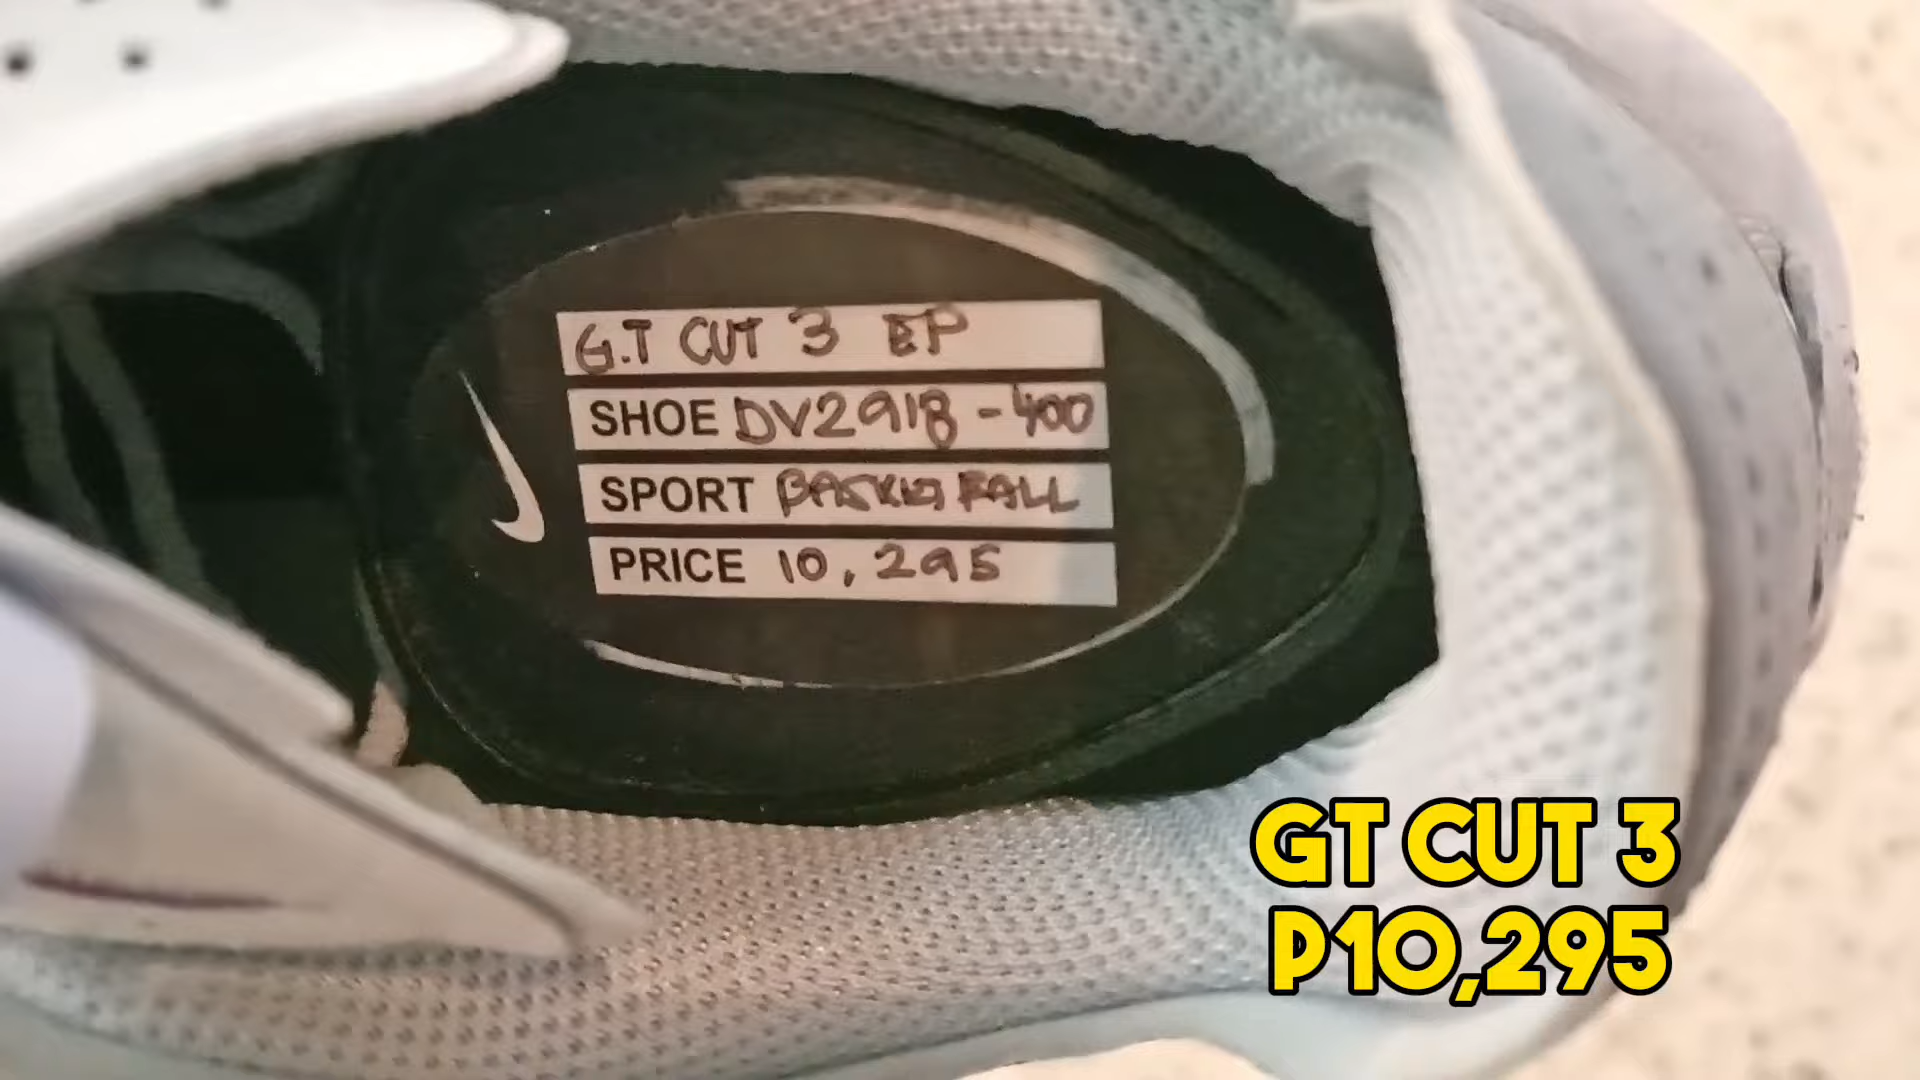 G.T CUT 3 EP
SHOE DV2918-400
SPORT BASKETBALL
PRICE 10,295
GT CUT 3
P10,295